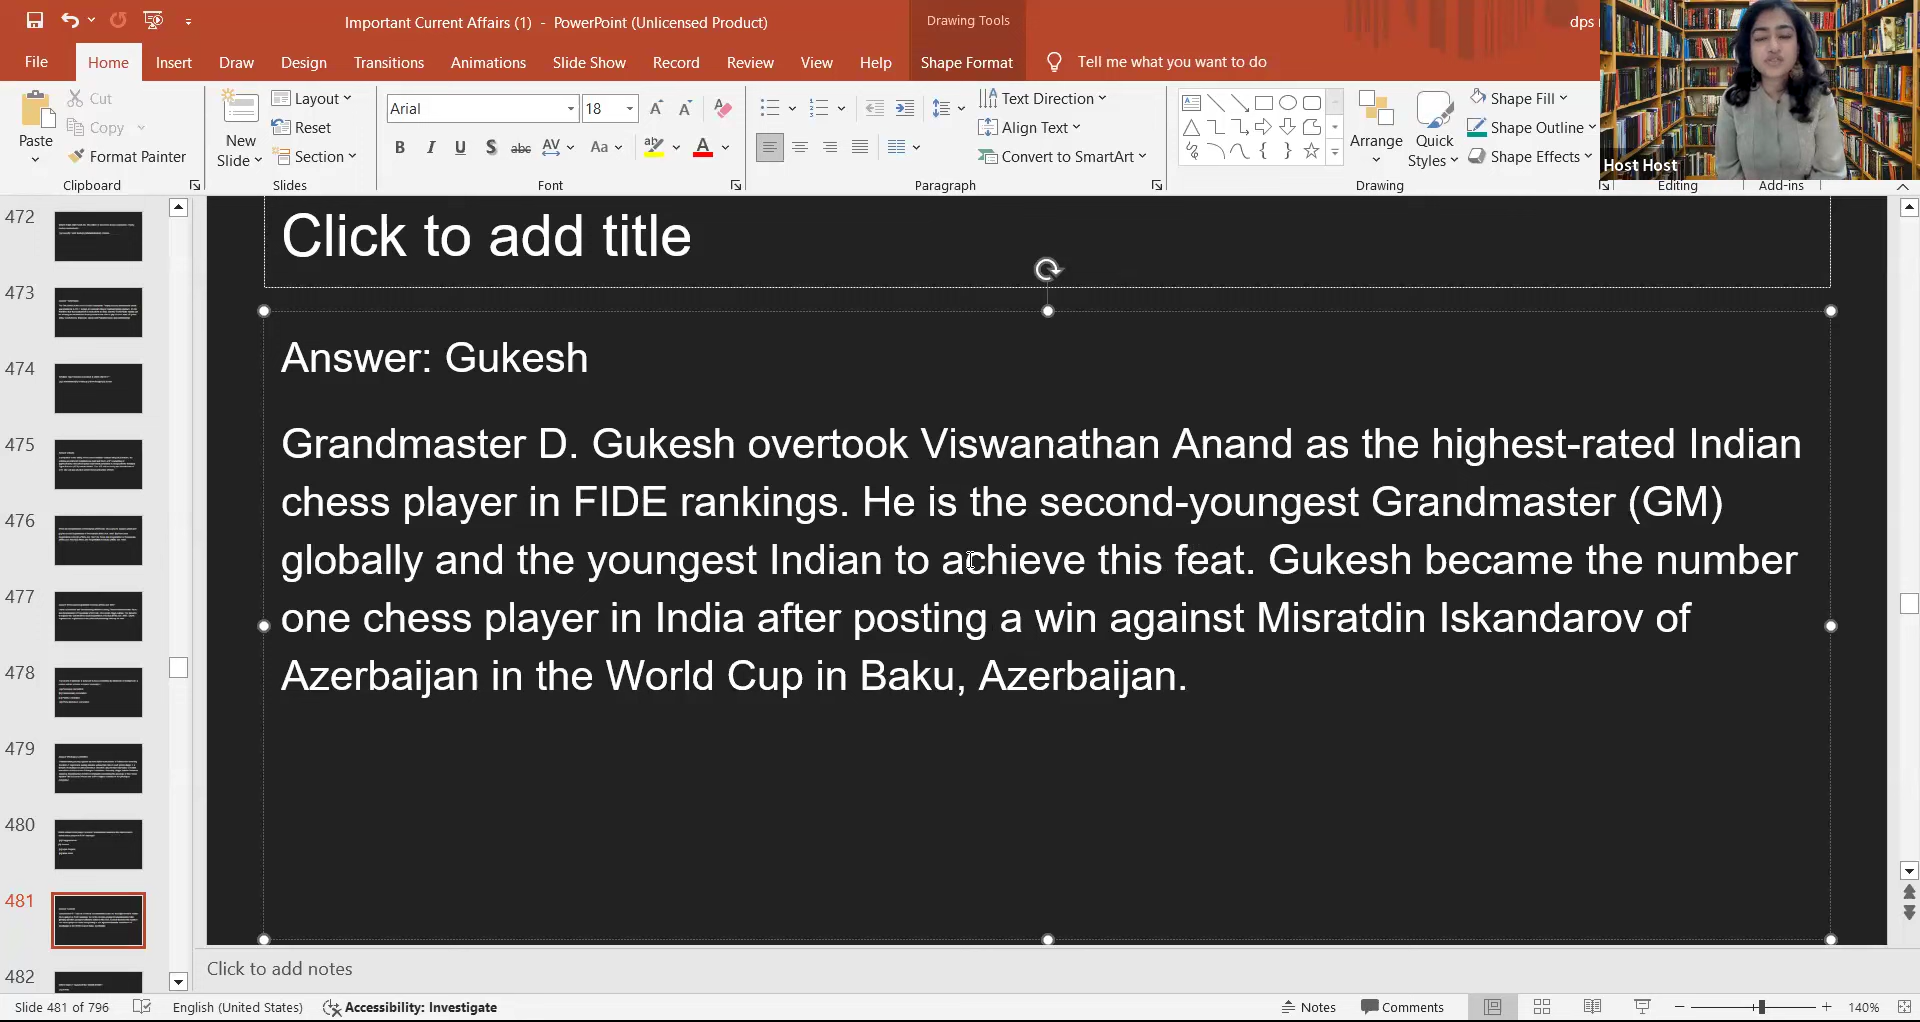 Important Current Affairs (1) - PowerPoint (Unlicensed Product)
Drawing Tools
dps
File
Home
Insert
Draw
Design
Transitions
Animations
Slide Show
Record
Review
View
Help
Shape Format
Tell me what you want to do
Paste
Cut
Copy
Format Painter
Clipboard
New
Slide
Layout
Reset
Section
Slides
Arial
18
Font
Text Direction
Align Text
Convert to SmartArt
Paragraph
Arrange
Quick
Styles
Shape Fill
Shape Outline
Shape Effects
Drawing
Editing
Add-ins
Host Host
472
473
474
475
476
477
478
479
480
481
482
Click to add title
Answer: Gukesh
Grandmaster D. Gukesh overtook Viswanathan Anand as the highest-rated Indian
chess player in FIDE rankings. He is the second-youngest Grandmaster (GM)
globally and the youngest Indian to achieve this feat. Gukesh became the number
one chess player in India after posting a win against Misratdin Iskandarov of
Azerbaijan in the World Cup in Baku, Azerbaijan.
Click to add notes
Slide 481 of 796
English (United States)
Accessibility: Investigate
Notes
Comments
140%